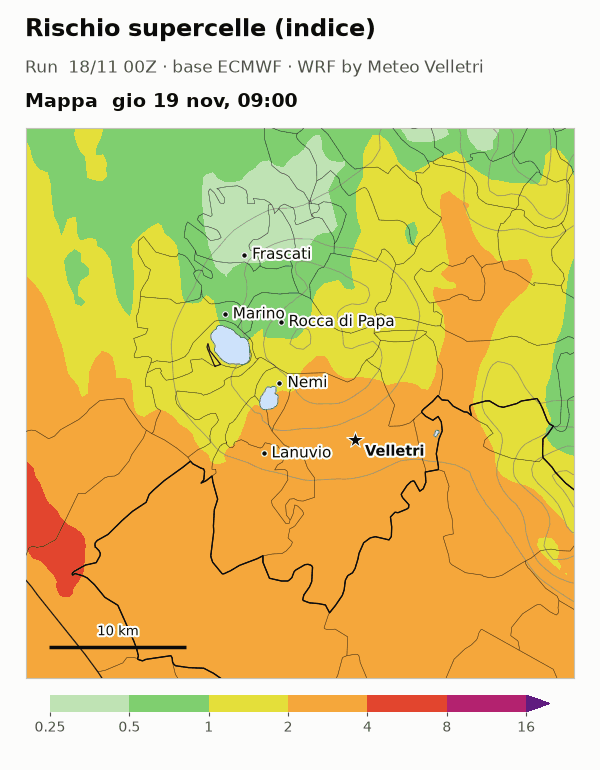 Rischio supercelle (indice)
Run 18/11 00Z · base ECMWF · WRF by Meteo Velletri
Mappa gio 19 nov, 09:00
Frascati
Marino
Rocca di Papa
Nemi
Velletri
Lanuvio
10 km
0.25 0.5 1 2 4 8 16